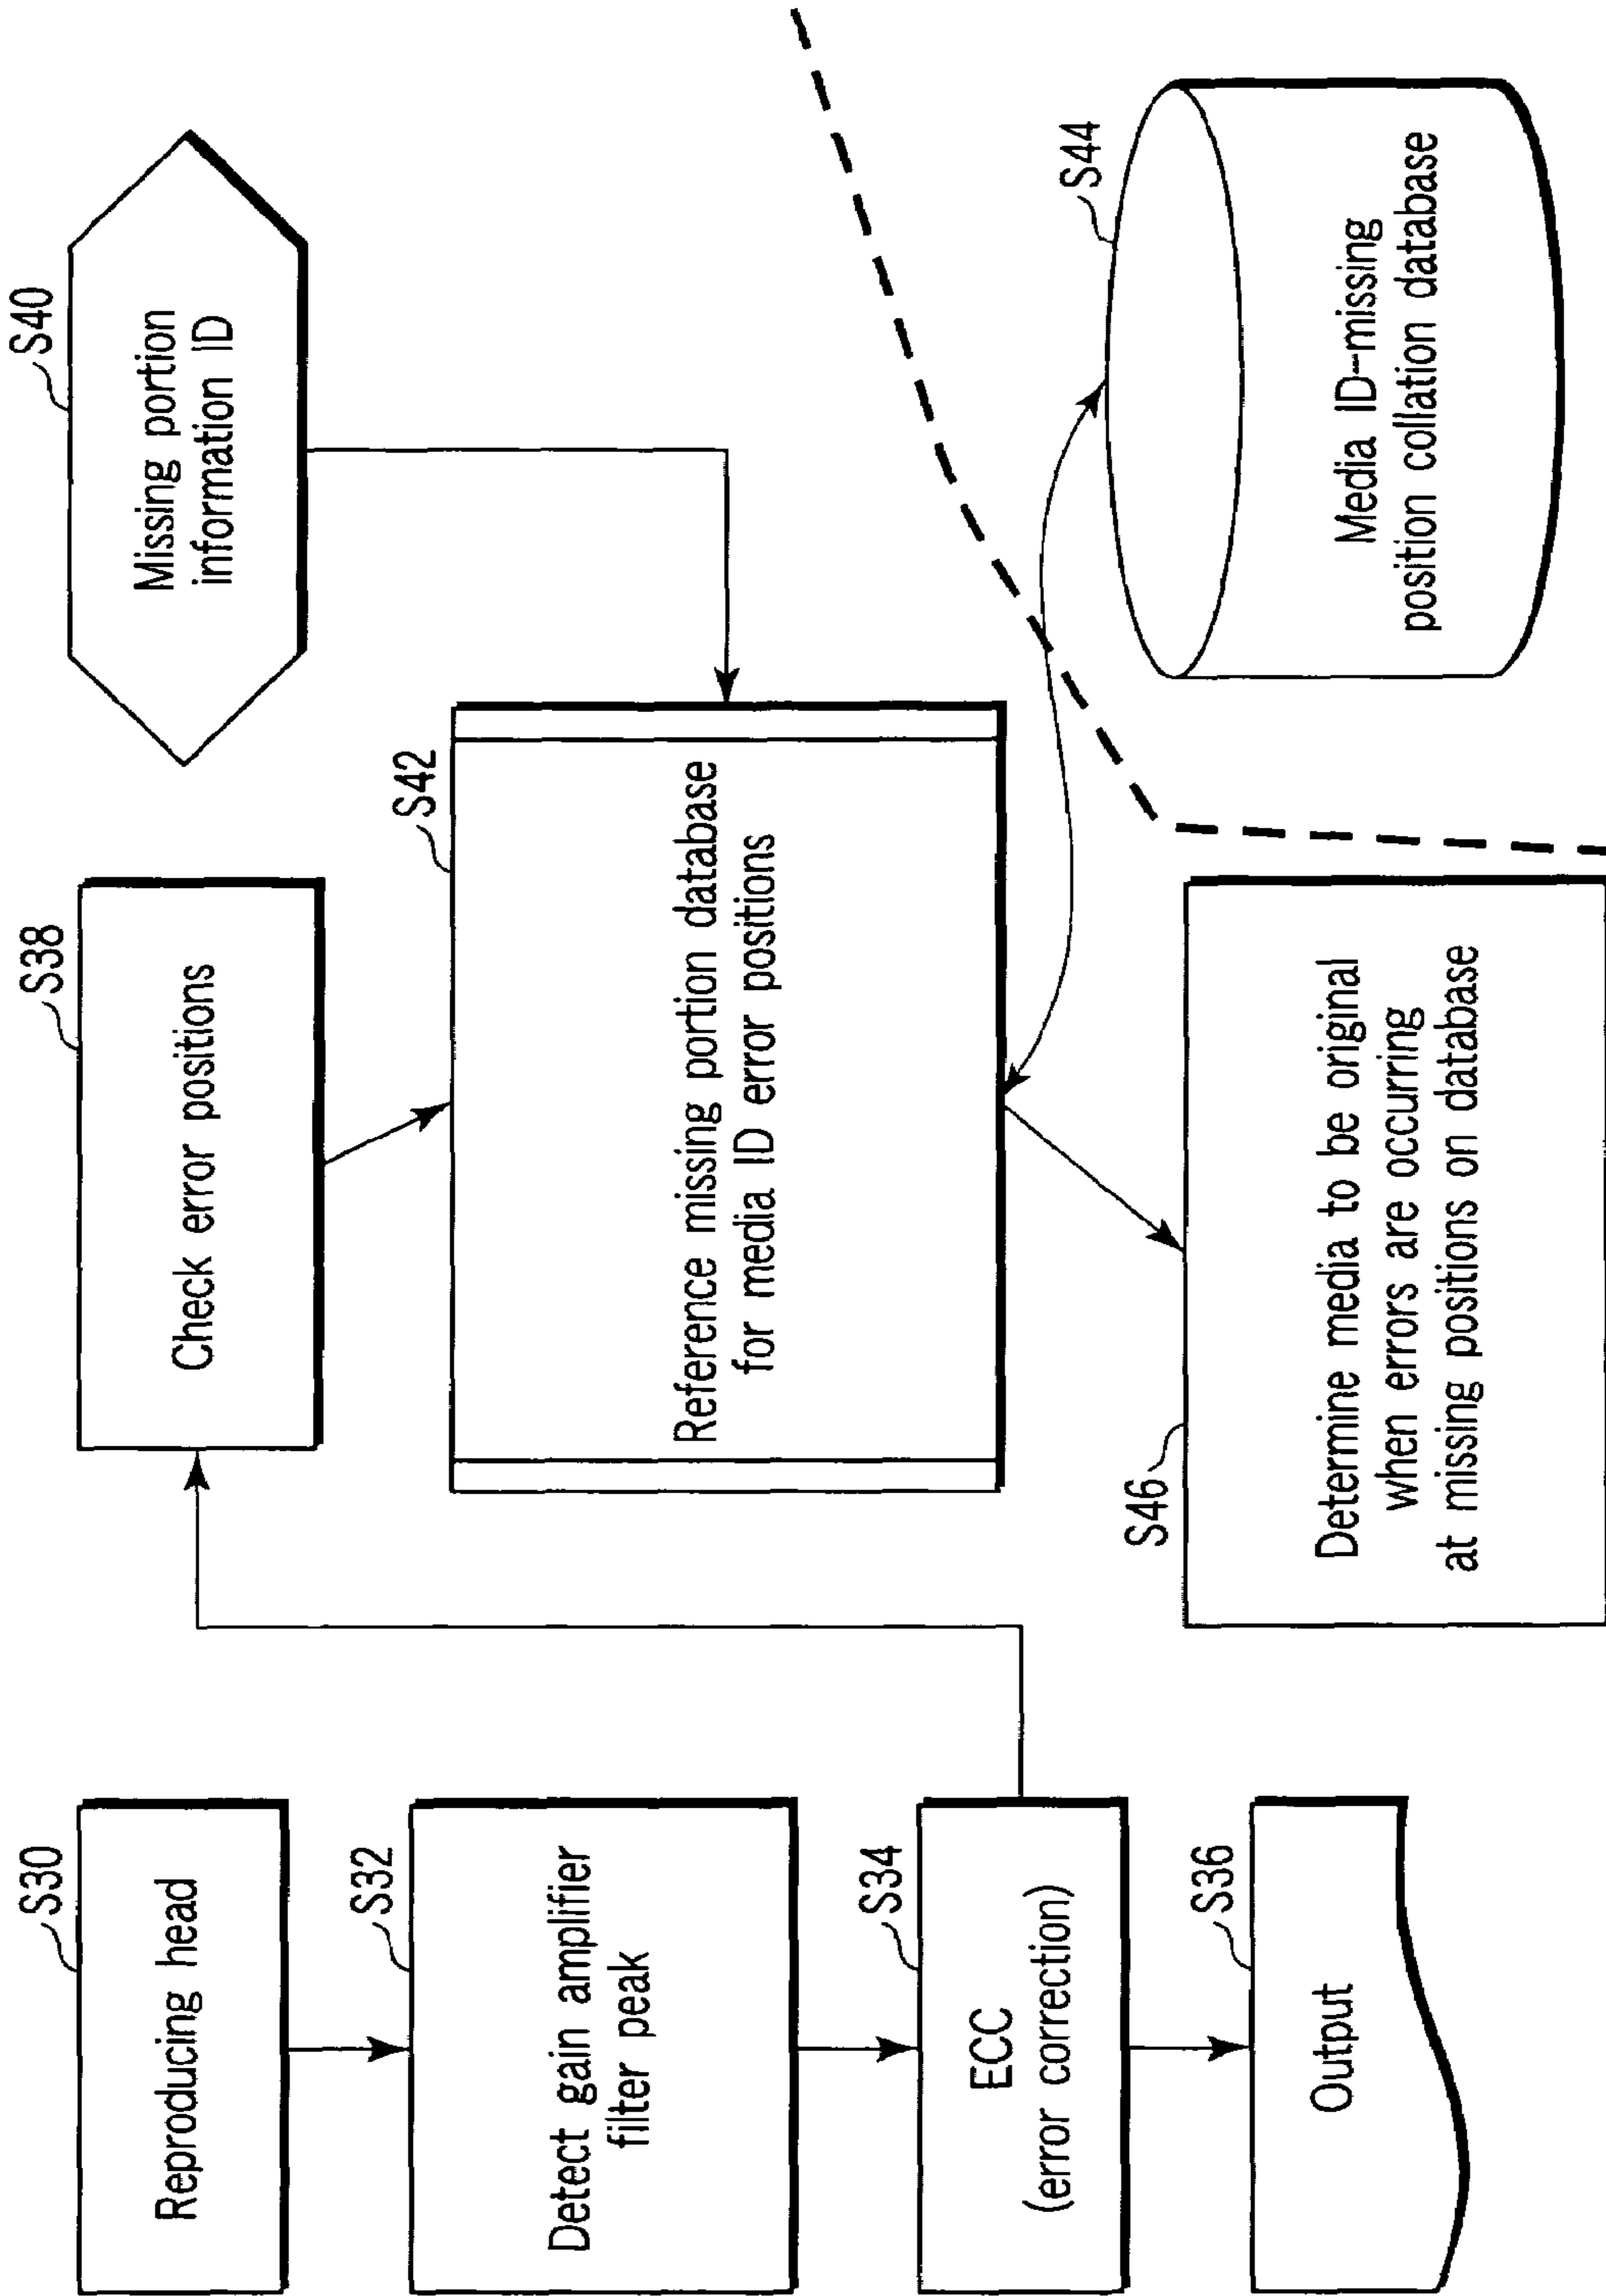 S30
Reproducing head
S32
Detect gain amplifier
filter peak
S34
ECC
(error correction)
S36
Output
S38
Check error positions
S40
Missing portion
information ID
S42
Reference missing portion database
for media ID error positions
S44
Media ID-missing
position collation database
S46
Determine media to be original
when errors are occurring
at missing positions on database